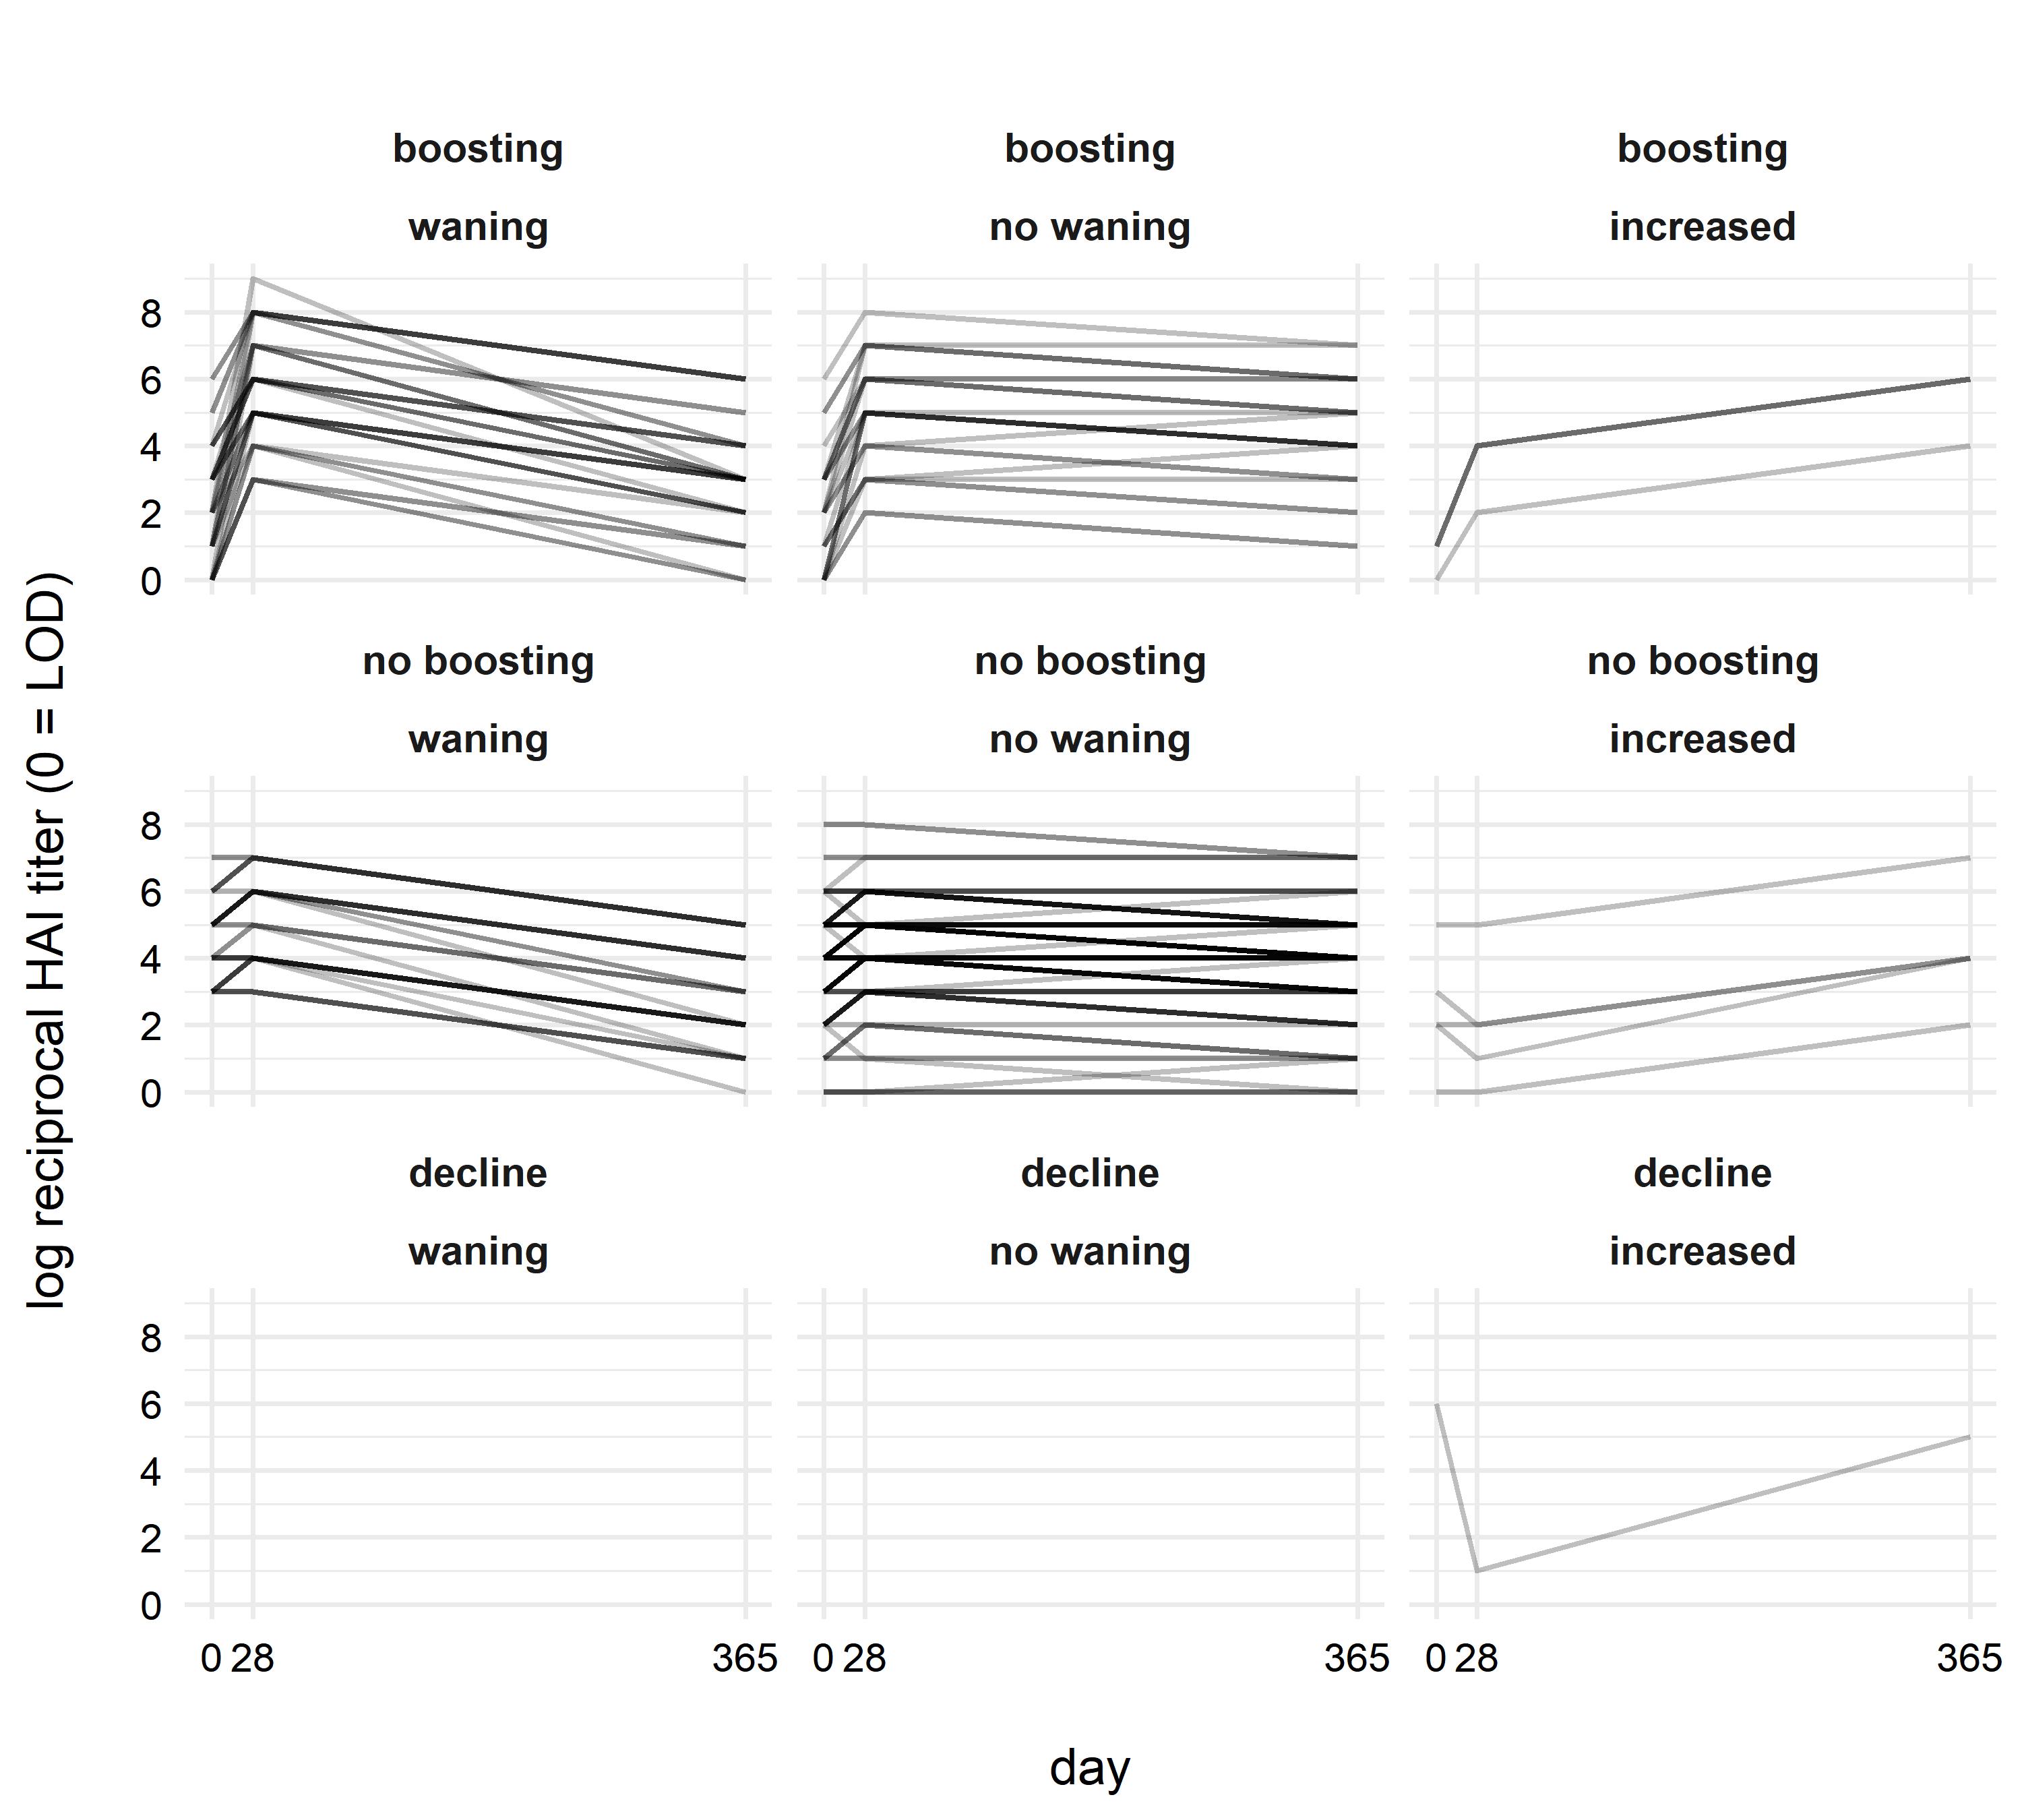 boosting boosting boosting
waning no waning increased
8
6
4
2
0
no boosting no boosting no boosting
waning no waning increased
8
6
4
2
0
decline decline decline
waning no waning increased
8
6
4
2
0
0 28 365 0 28 365 0 28 365
day
log reciprocal HAI titer (0 = LOD)